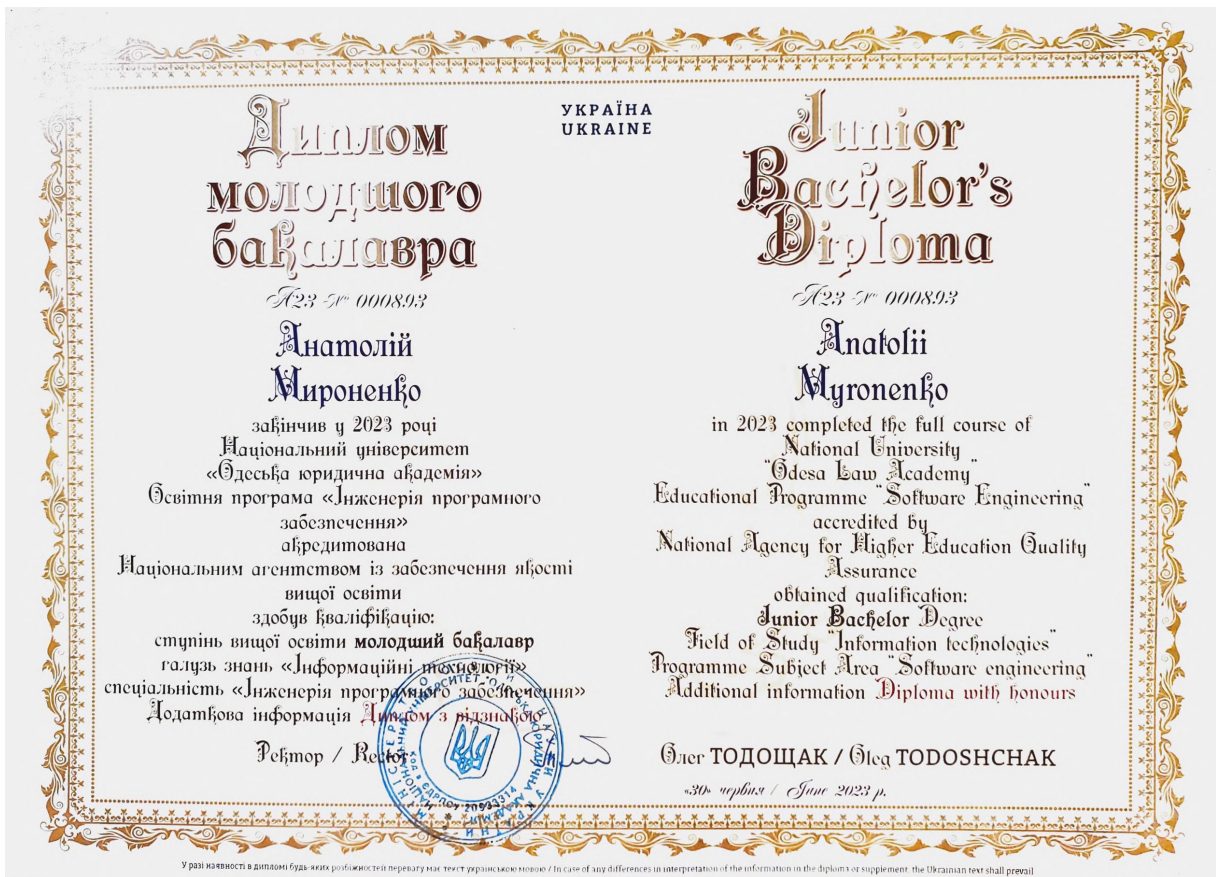 УКРАЇНА
UKRAINE
Диплом
молодшого
бакалавра
А23 № 000893
Анатолій
Мироненко
закінчив у 2023 році
Національний університет
«Одеська юридична академія»
Освітня програма «Інженерія програмного
забезпечення»
акредитована
Національним агентством із забезпечення якості
вищої освіти
здобув кваліфікацію:
ступінь вищої освіти молодший бакалавр
галузь знань «Інформаційні технології»
спеціальність «Інженерія програмного забезпечення»
Додаткова інформація Диплом з відзнакою
Ректор / Rector
Junior
Bachelor's
Diploma
А23 № 000893
Anatolii
Myronenko
in 2023 completed the full course of
National University
"Odesa Law Academy"
Educational Programme "Software Engineering"
accredited by
National Agency for Higher Education Quality
Assurance
obtained qualification:
Junior Bachelor Degree
Field of Study "Information technologies"
Programme Subject Area "Software engineering"
Additional information Diploma with honours
Олег ТОДОЩАК / Oleg TODOSHCHAK
«30» червня / June 2023 р.
У разі наявності в дипломі будь-яких розбіжностей перевагу має текст українською мовою / In case of any differences in interpretation of the information in the diploma or supplement, the Ukrainian text shall prevail